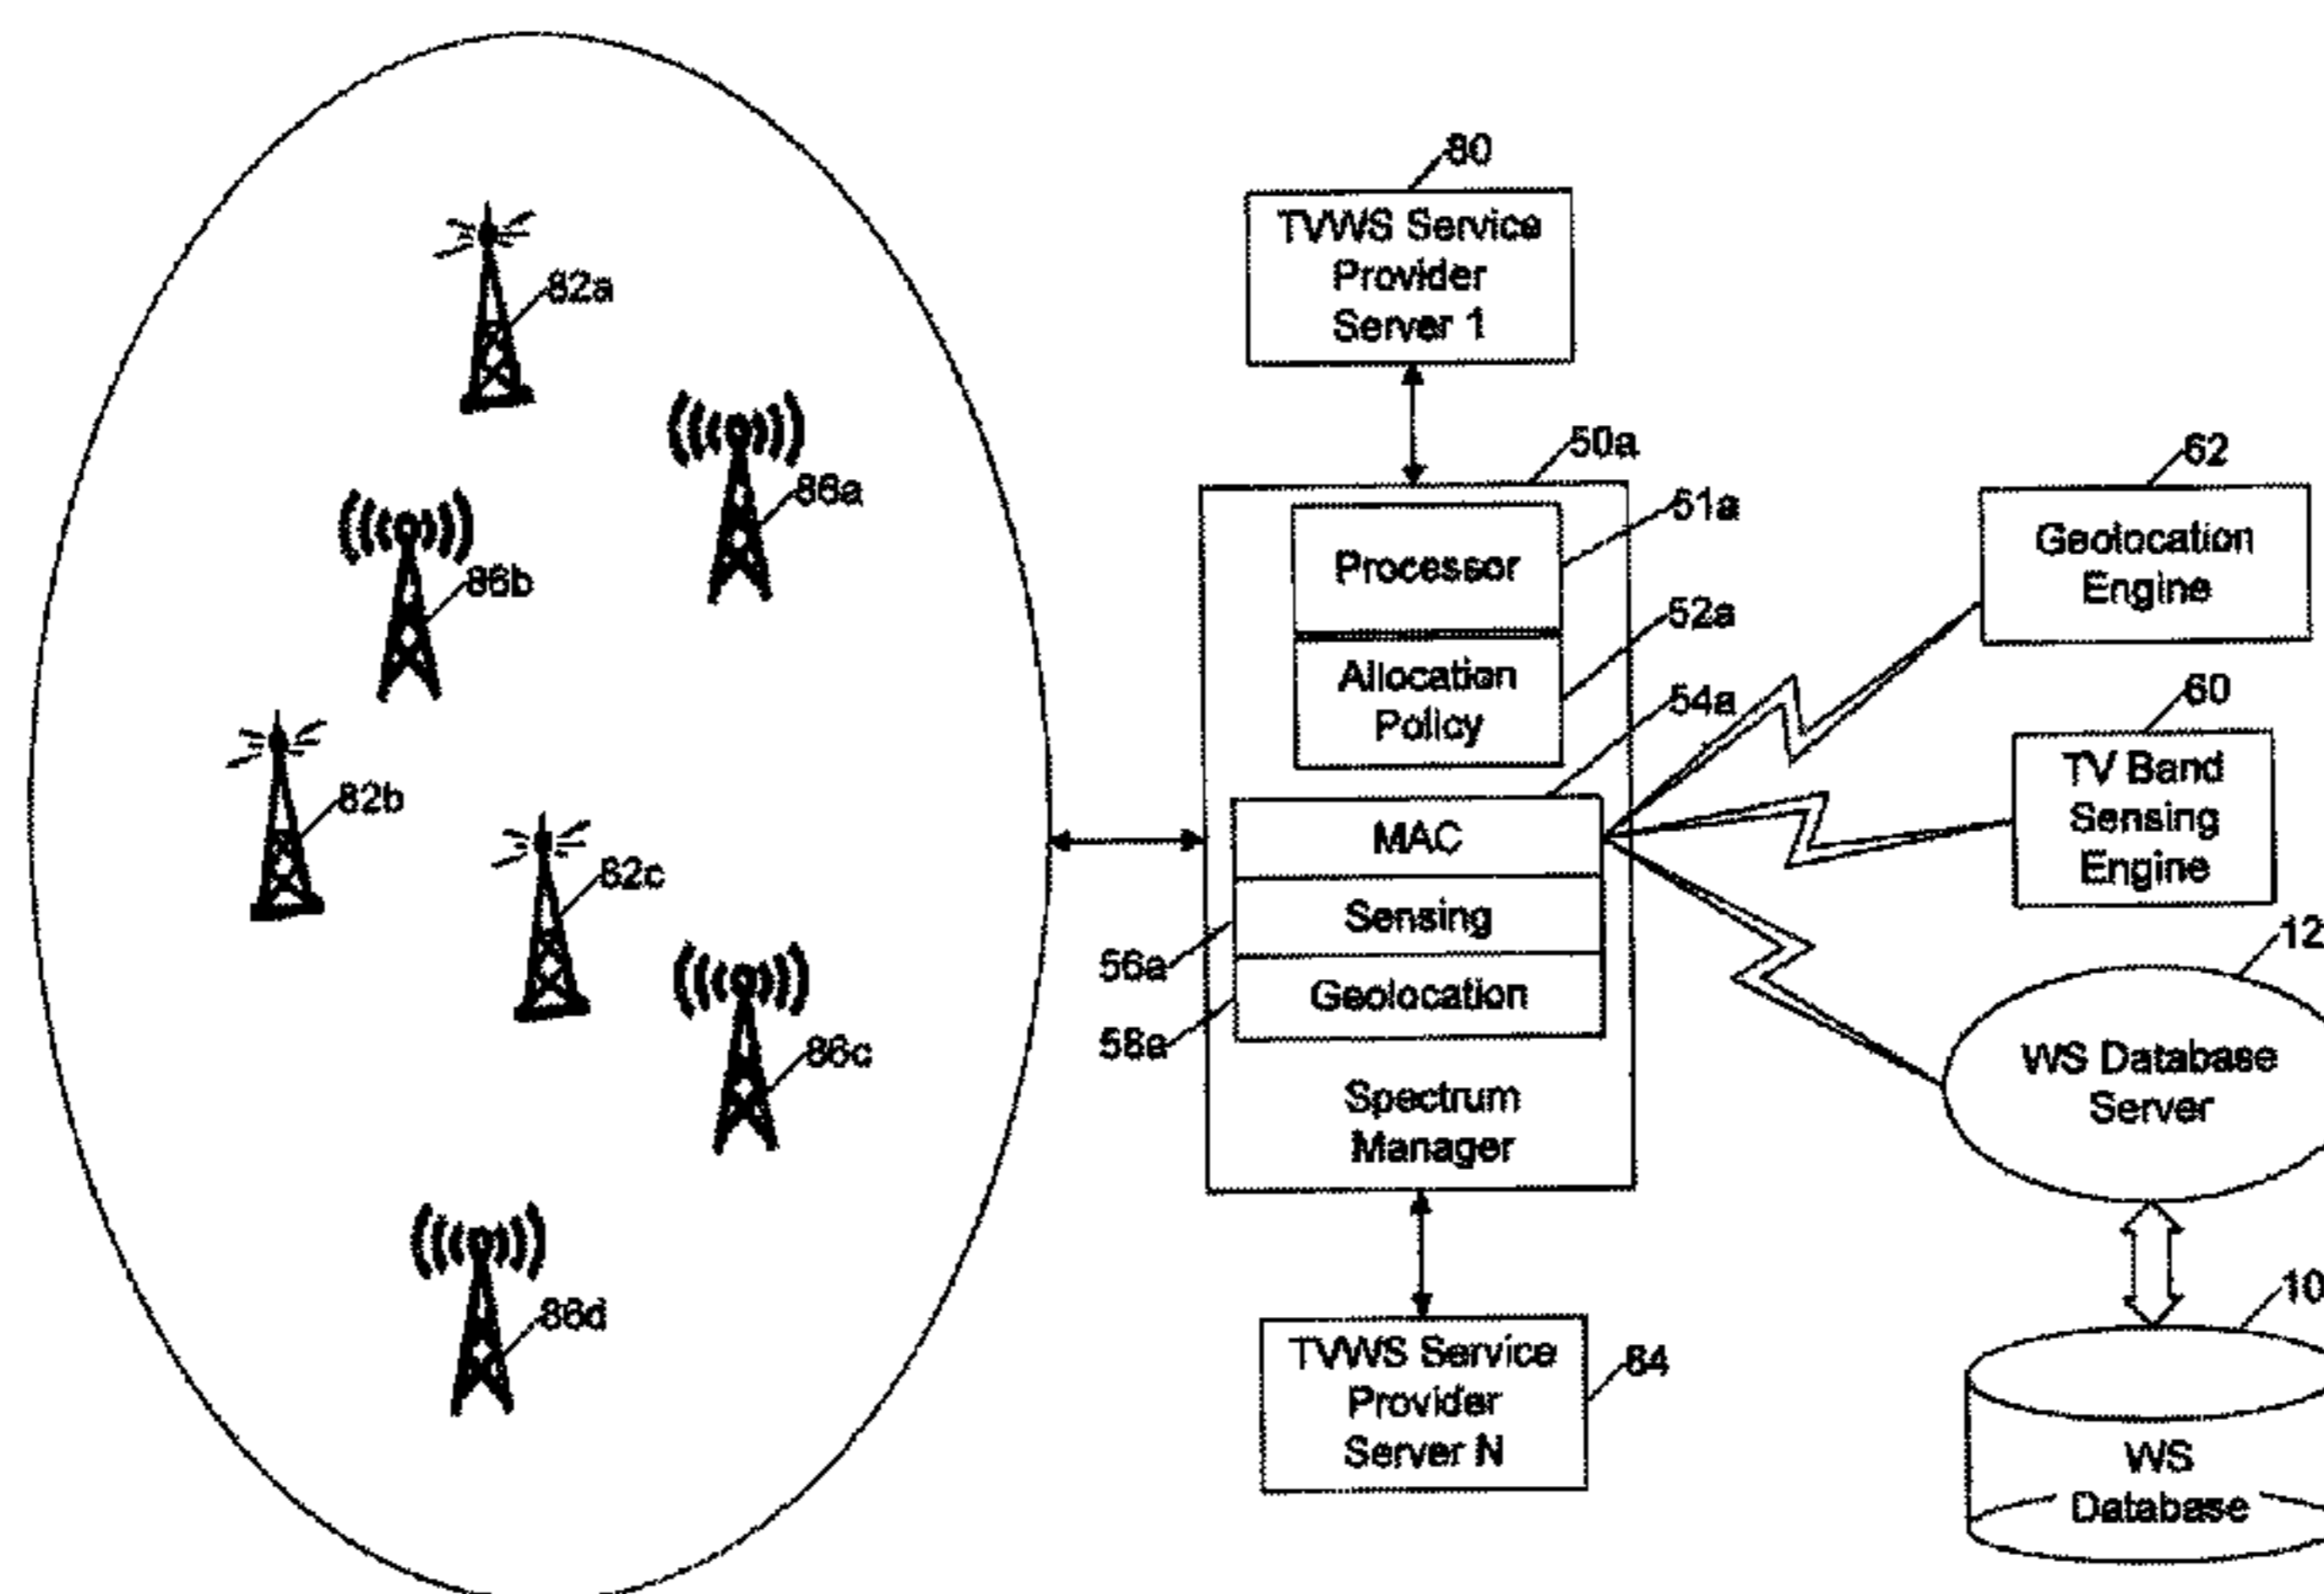 80
TVWS Service
Provider
Server 1
82a
86a
86b
82b
82c
86c
86d
50a
Processor
51a
Allocation
Policy
52a
54a
MAC
Sensing
56a
Geolocation
58a
Spectrum
Manager
TVWS Service
Provider
Server N
84
62
Geolocation
Engine
60
TV Band
Sensing
Engine
12
WS Database
Server
10
WS
Database